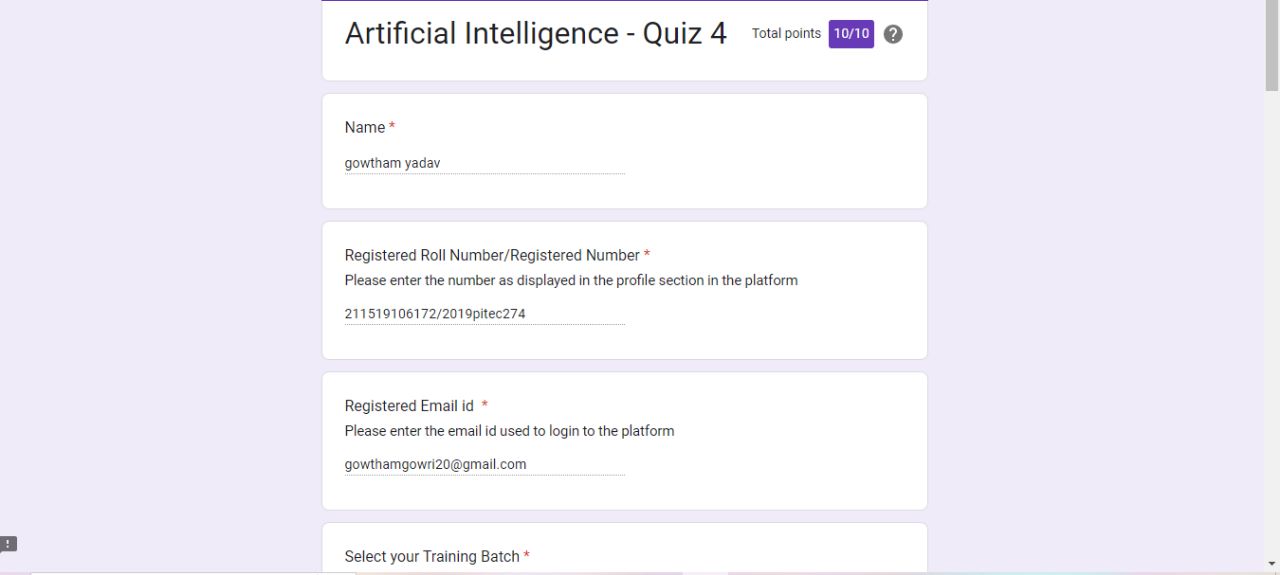 Artificial Intelligence - Quiz 4 Total points 10/10 ?
Name *
gowtham yadav
Registered Roll Number/Registered Number *
Please enter the number as displayed in the profile section in the platform
211519106172/2019pitec274
Registered Email id *
Please enter the email id used to login to the platform
gowthamgowri20@gmail.com
Select your Training Batch *